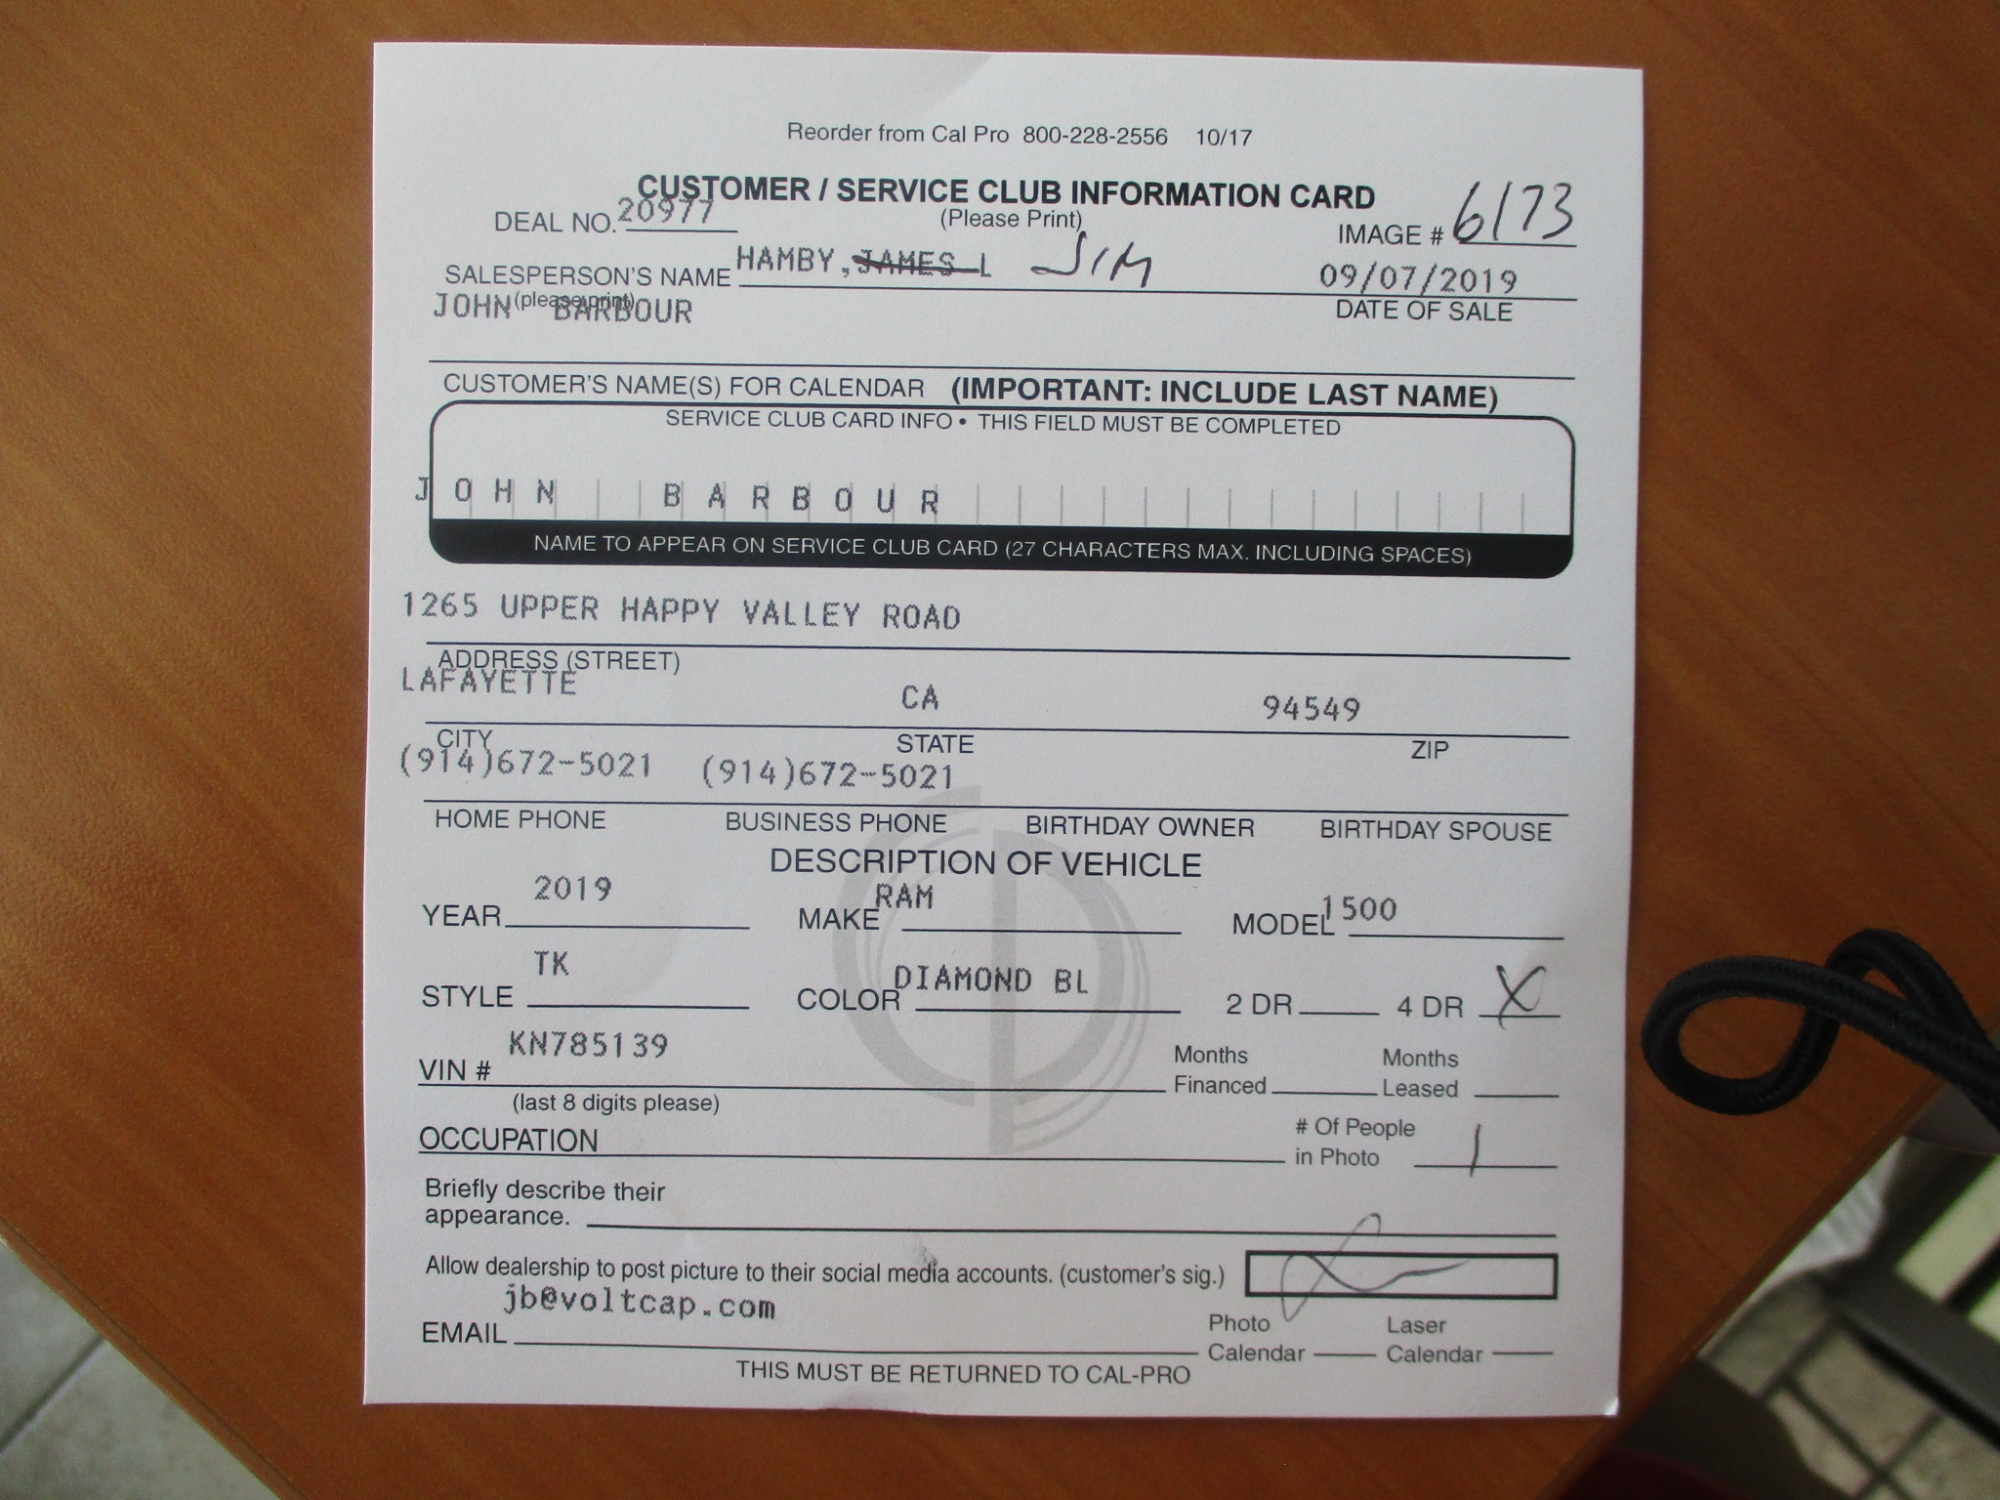 Reorder from Cal Pro 800-228-2556 10/17
CUSTOMER / SERVICE CLUB INFORMATION CARD
DEAL NO. 20977 (Please Print) IMAGE # 6173
SALESPERSON'S NAME HAMBY, JAMES L JIM 09/07/2019
(please print) DATE OF SALE
JOHN BARBOUR
CUSTOMER'S NAME(S) FOR CALENDAR (IMPORTANT: INCLUDE LAST NAME)
SERVICE CLUB CARD INFO • THIS FIELD MUST BE COMPLETED
JOHN BARBOUR
NAME TO APPEAR ON SERVICE CLUB CARD (27 CHARACTERS MAX. INCLUDING SPACES)
1265 UPPER HAPPY VALLEY ROAD
ADDRESS (STREET)
LAFAYETTE CA 94549
CITY STATE ZIP
(914)672-5021 (914)672-5021
HOME PHONE BUSINESS PHONE BIRTHDAY OWNER BIRTHDAY SPOUSE
DESCRIPTION OF VEHICLE
YEAR 2019 MAKE RAM MODEL 1500
STYLE TK COLOR DIAMOND BL 2 DR 4 DR X
VIN # KN785139 Months Financed Months Leased
(last 8 digits please)
OCCUPATION # Of People in Photo 1
Briefly describe their
appearance.
Allow dealership to post picture to their social media accounts. (customer's sig.)
jb@voltcap.com
EMAIL Photo Calendar Laser Calendar
THIS MUST BE RETURNED TO CAL-PRO